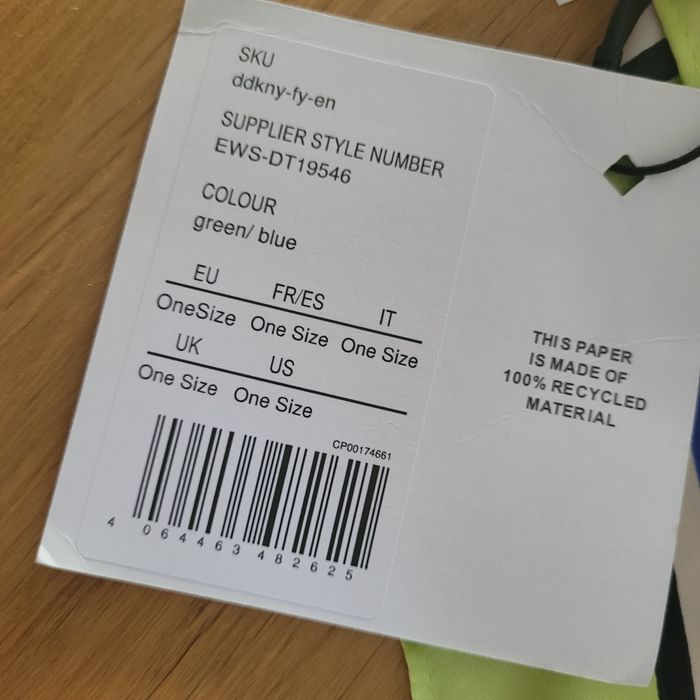 SKU
ddkny-fy-en
SUPPLIER STYLE NUMBER
EWS-DT19546
COLOUR
green/ blue
EU FR/ES IT
OneSize One Size One Size
UK US
One Size One Size
CP00174661
4 064463 482625
THIS PAPER
IS MADE OF
100% RECYCLED
MATERIAL